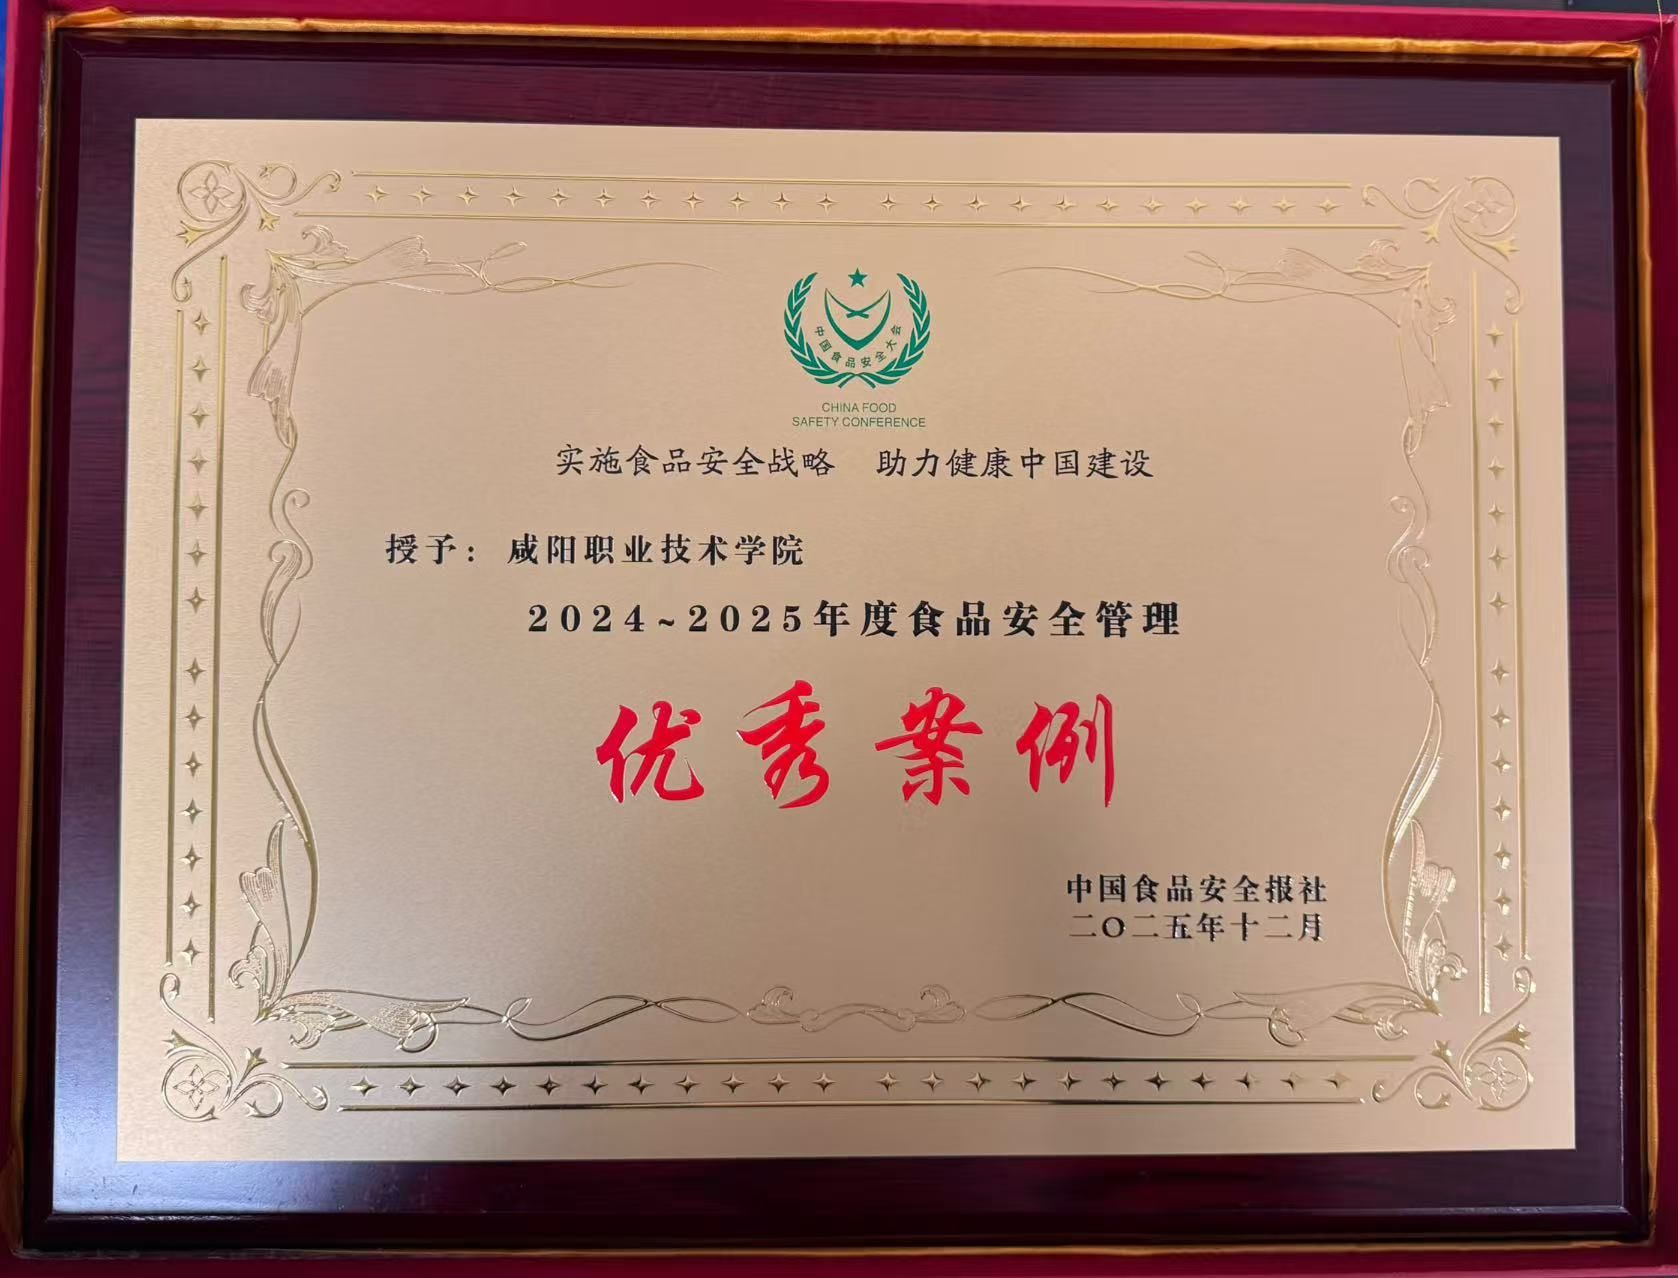 中国食品安全大会
CHINA FOOD
SAFETY CONFERENCE
实施食品安全战略 助力健康中国建设
授予：咸阳职业技术学院
2024~2025年度食品安全管理
优秀案例
中国食品安全报社
二〇二五年十二月